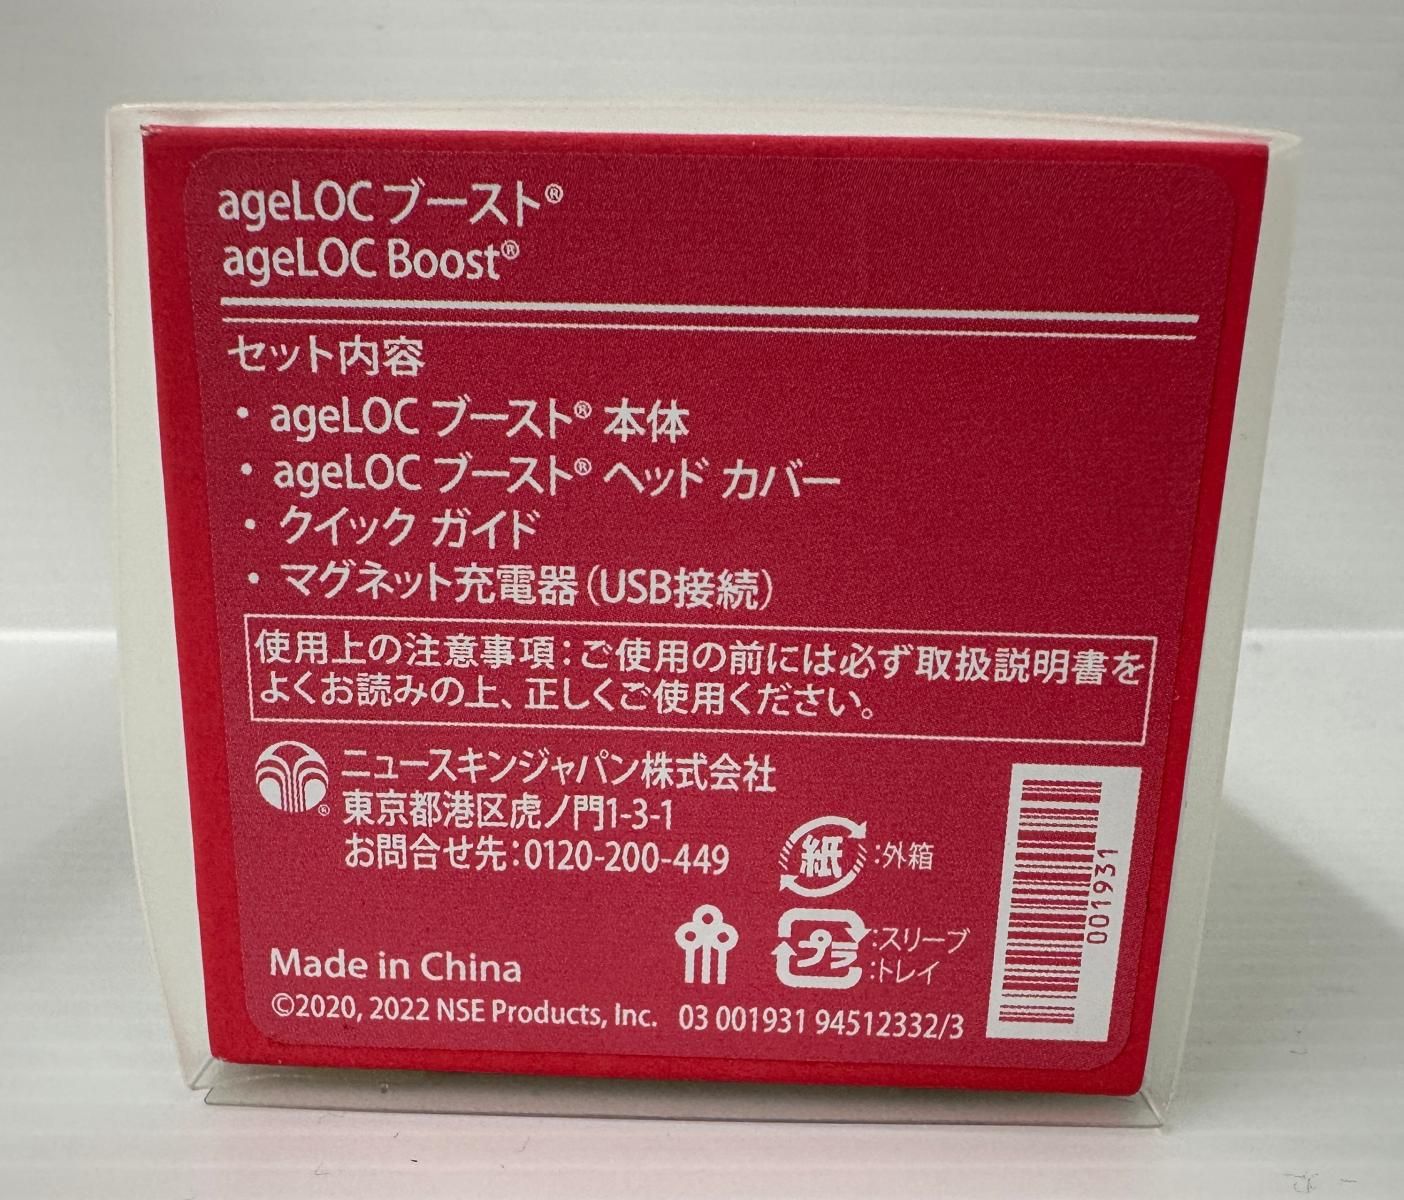 ageLOC ブースト®
ageLOC Boost®
セット内容
・ ageLOC ブースト® 本体
・ ageLOC ブースト® ヘッド カバー
・ クイック ガイド
・ マグネット充電器(USB接続)
使用上の注意事項：ご使用の前には必ず取扱説明書を
よくお読みの上、正しくご使用ください。
ニュースキンジャパン株式会社
東京都港区虎ノ門1-3-1
お問合せ先：0120-200-449
紙：外箱
プラ：スリーブ
：トレイ
Made in China
©2020, 2022 NSE Products, Inc. 03 001931 94512332/3
001931